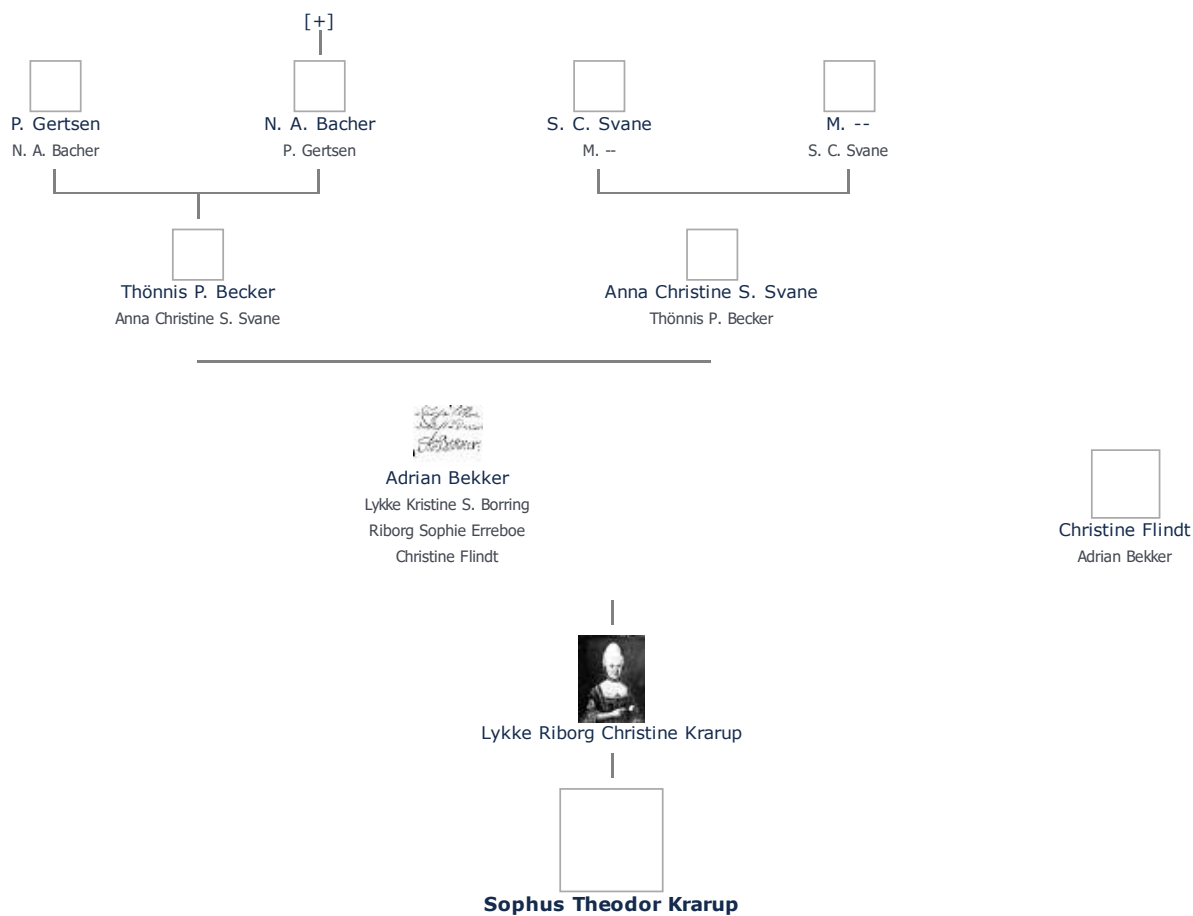 [+]
P. Gertsen
N. A. Bacher
N. A. Bacher
P. Gertsen
S. C. Svane
M. --
M. --
S. C. Svane
Thönnis P. Becker
Anna Christine S. Svane
Anna Christine S. Svane
Thönnis P. Becker
Adrian Bekker
Lykke Kristine S. Borring
Riborg Sophie Erreboe
Christine Flindt
Christine Flindt
Adrian Bekker
Lykke Riborg Christine Krarup
Sophus Theodor Krarup